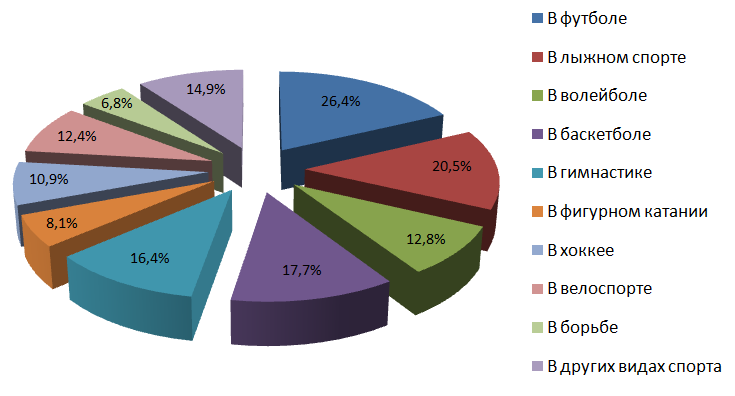 26,4%
20,5%
12,8%
17,7%
16,4%
8,1%
10,9%
12,4%
6,8%
14,9%
В футболе
В лыжном спорте
В волейболе
В баскетболе
В гимнастике
В фигурном катании
В хоккее
В велоспорте
В борьбе
В других видах спорта